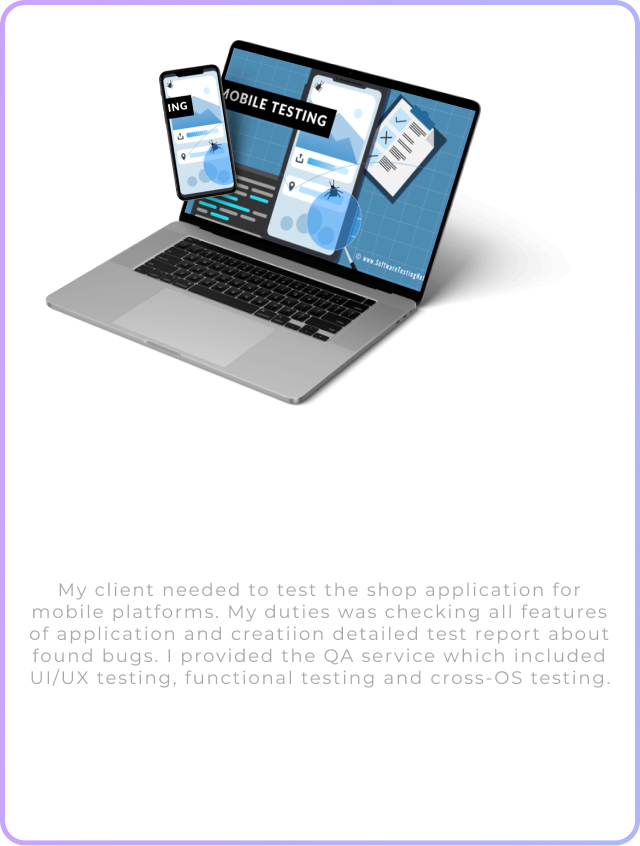 ING
MOBILE TESTING
© www.SoftwareTestingHel
My client needed to test the shop application for
mobile platforms. My duties was checking all features
of application and creatiion detailed test report about
found bugs. I provided the QA service which included
UI/UX testing, functional testing and cross-OS testing.